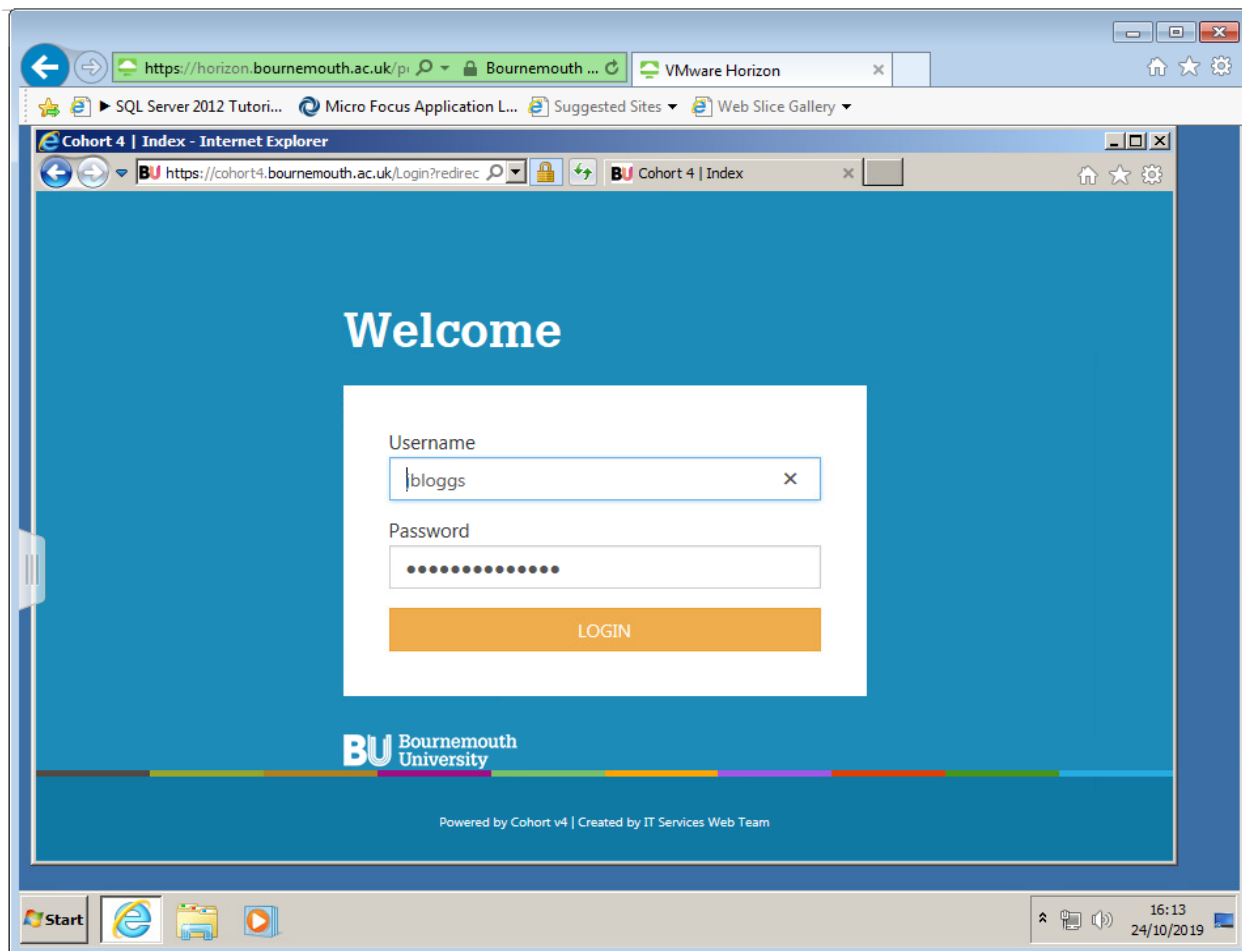 https://horizon.bournemouth.ac.uk/p
Bournemouth ...
VMware Horizon
SQL Server 2012 Tutori...
Micro Focus Application L...
Suggested Sites
Web Slice Gallery
Cohort 4 | Index - Internet Explorer
BU https://cohort4.bournemouth.ac.uk/Login?redirec
BU Cohort 4 | Index
Welcome
Username
jbloggs
Password
LOGIN
BU Bournemouth
University
Powered by Cohort v4 | Created by IT Services Web Team
Start
16:13
24/10/2019